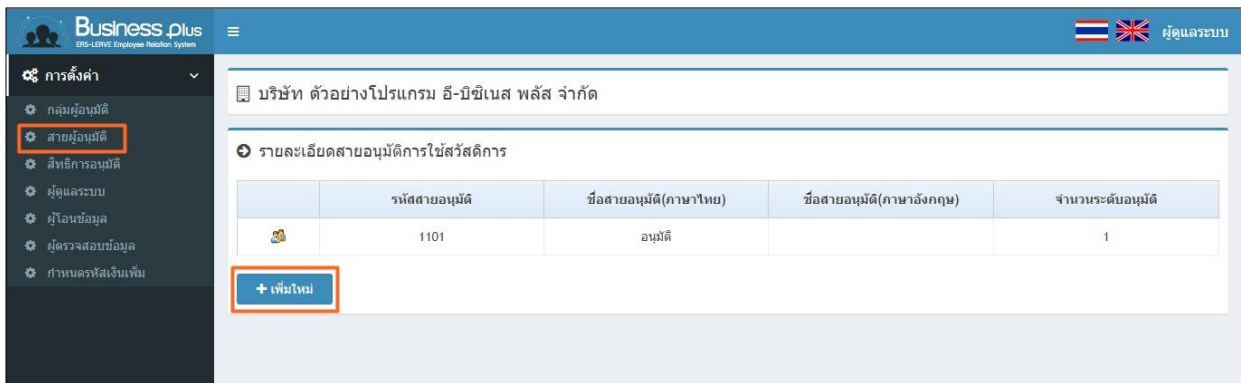 Business Plus
ERS-LERVE Employee Relation System
ผู้ดูแลระบบ
การตั้งค่า
กลุ่มผู้อนุมัติ
สายผู้อนุมัติ
สิทธิการอนุมัติ
ผู้ดูแลระบบ
ผู้โอนข้อมูล
ผู้ตรวจสอบข้อมูล
กำหนดรหัสเงินเพิ่ม
บริษัท ตัวอย่างโปรแกรม อี-บิซิเนส พลัส จำกัด
รายละเอียดสายอนุมัติการใช้สวัสดิการ
รหัสสายอนุมัติ ชื่อสายอนุมัติ(ภาษาไทย) ชื่อสายอนุมัติ(ภาษาอังกฤษ) จำนวนระดับอนุมัติ
1101 อนุมัติ 1
+ เพิ่มใหม่